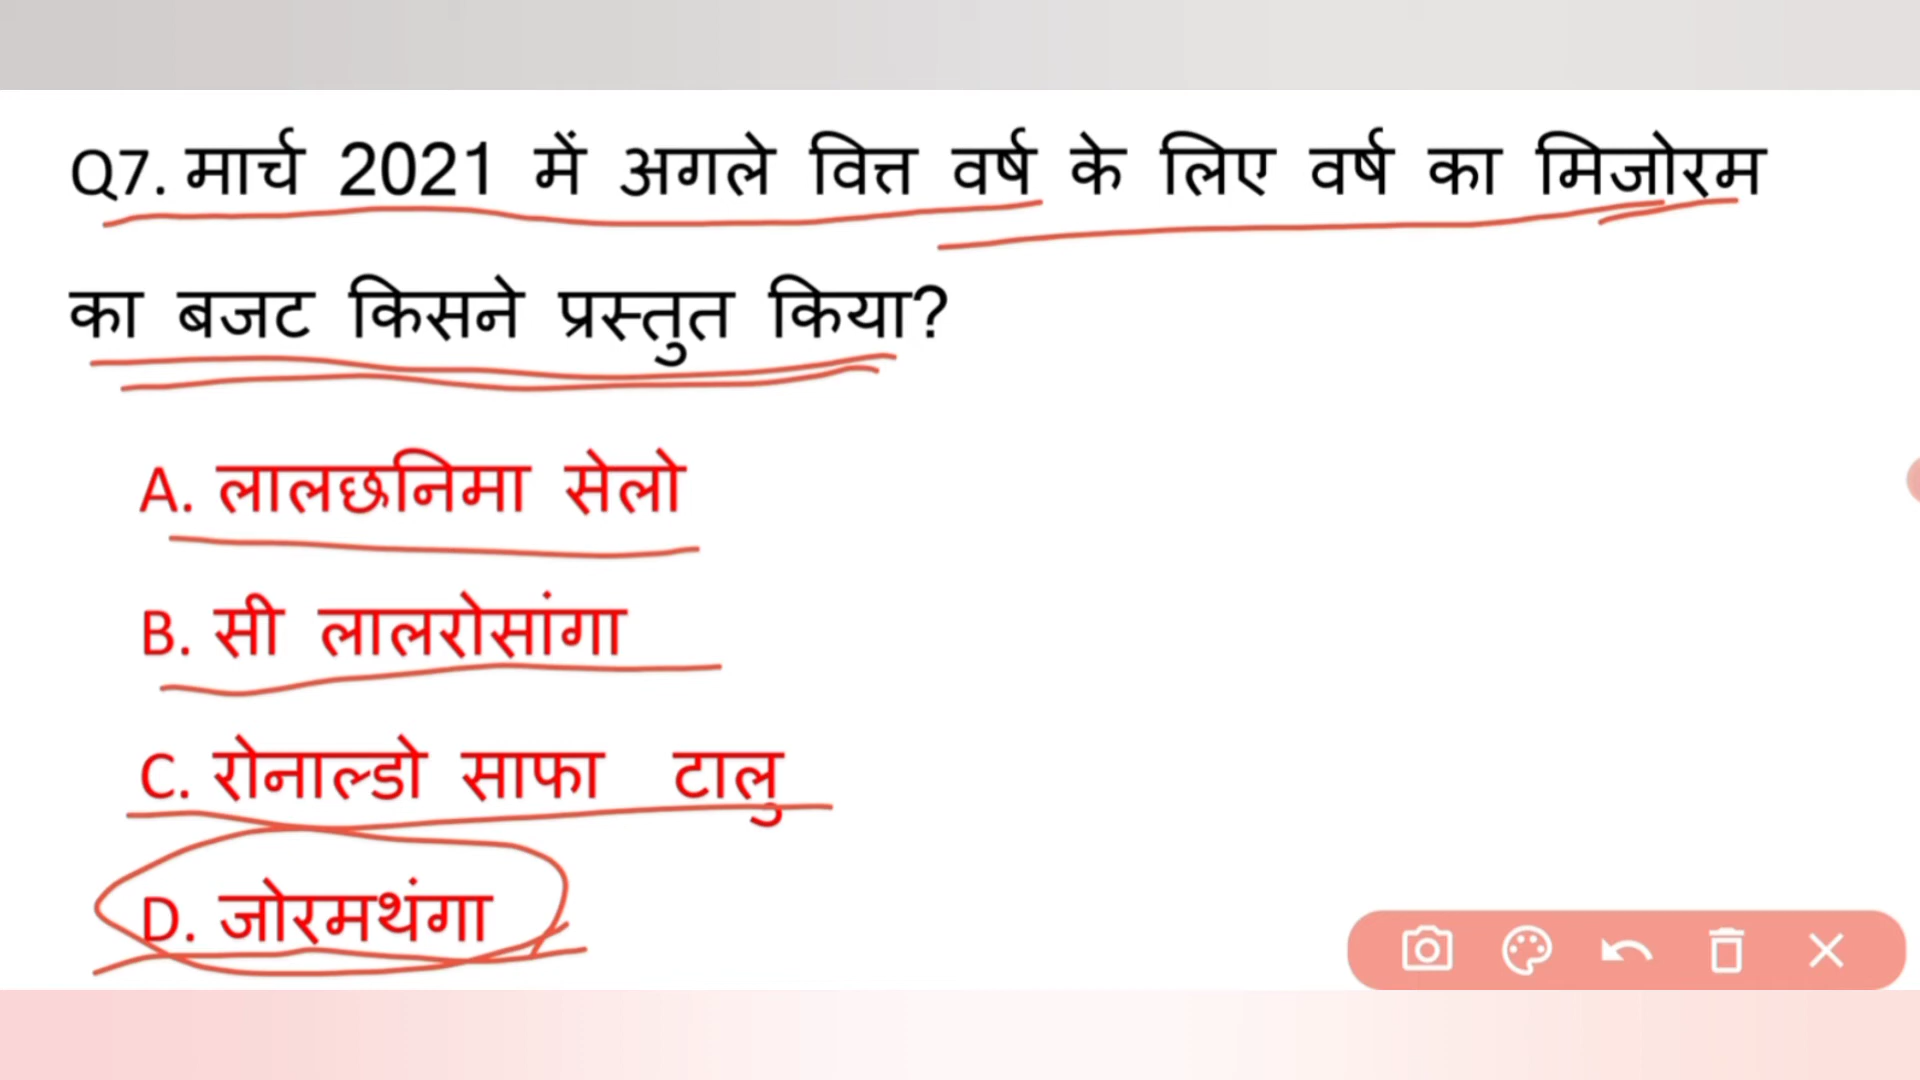 Q7. मार्च 2021 में अगले वित्त वर्ष के लिए वर्ष का मिजोरम
का बजट किसने प्रस्तुत किया?
A. लालछनिमा सेलो
B. सी लालरोसांगा
C. रोनाल्डो साफा टालु
D. जोरमथंगा